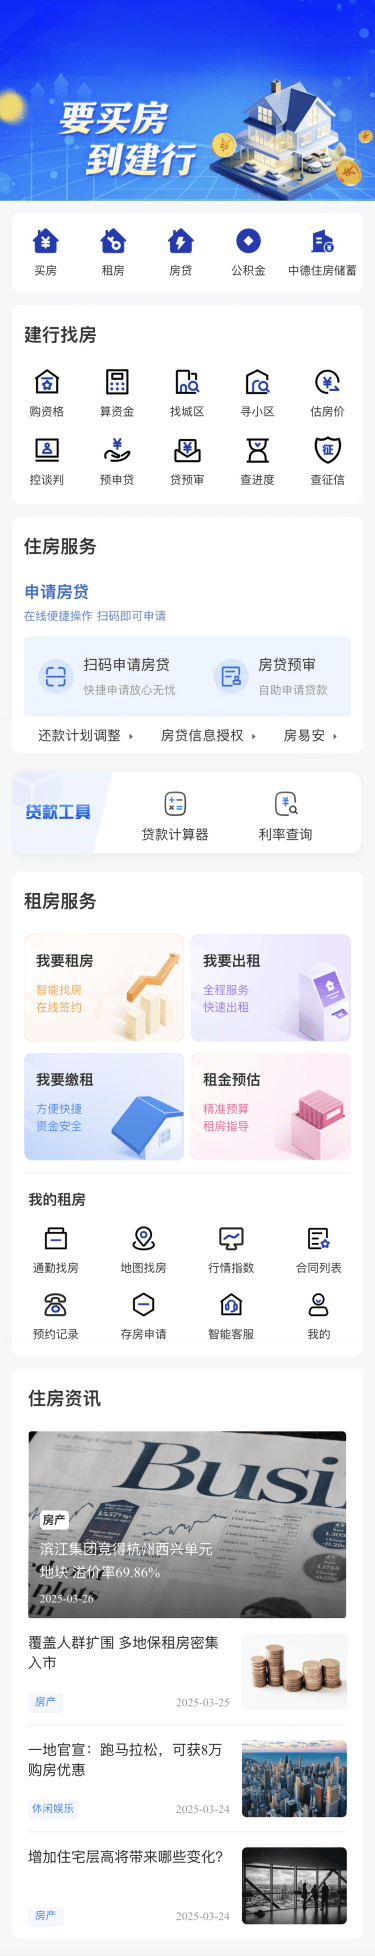 要买房
到建行
买房
租房
房贷
公积金
中德住房储蓄
建行找房
购资格
算资金
找城区
寻小区
估房价
控谈判
预申贷
贷预审
查进度
征
查征信
住房服务
申请房贷
在线便捷操作 扫码即可申请
扫码申请房贷
快捷申请放心无忧
房贷预审
自助申请贷款
还款计划调整
房贷信息授权
房易安
贷款工具
贷款计算器
利率查询
租房服务
我要租房
智能找房
在线签约
我要出租
全程服务
快速出租
我要缴租
方便快捷
资金安全
租金预估
精准预算
租房指导
我的租房
通勤找房
地图找房
行情指数
合同列表
预约记录
存房申请
智能客服
我的
住房资讯
Busi
房产
滨江集团竞得杭州西兴单元
地块 溢价率69.86%
2025-03-26
覆盖人群扩围 多地保租房密集
入市
房产
2025-03-25
一地官宣：跑马拉松，可获8万
购房优惠
休闲娱乐
2025-03-24
增加住宅层高将带来哪些变化?
房产
2025-03-24